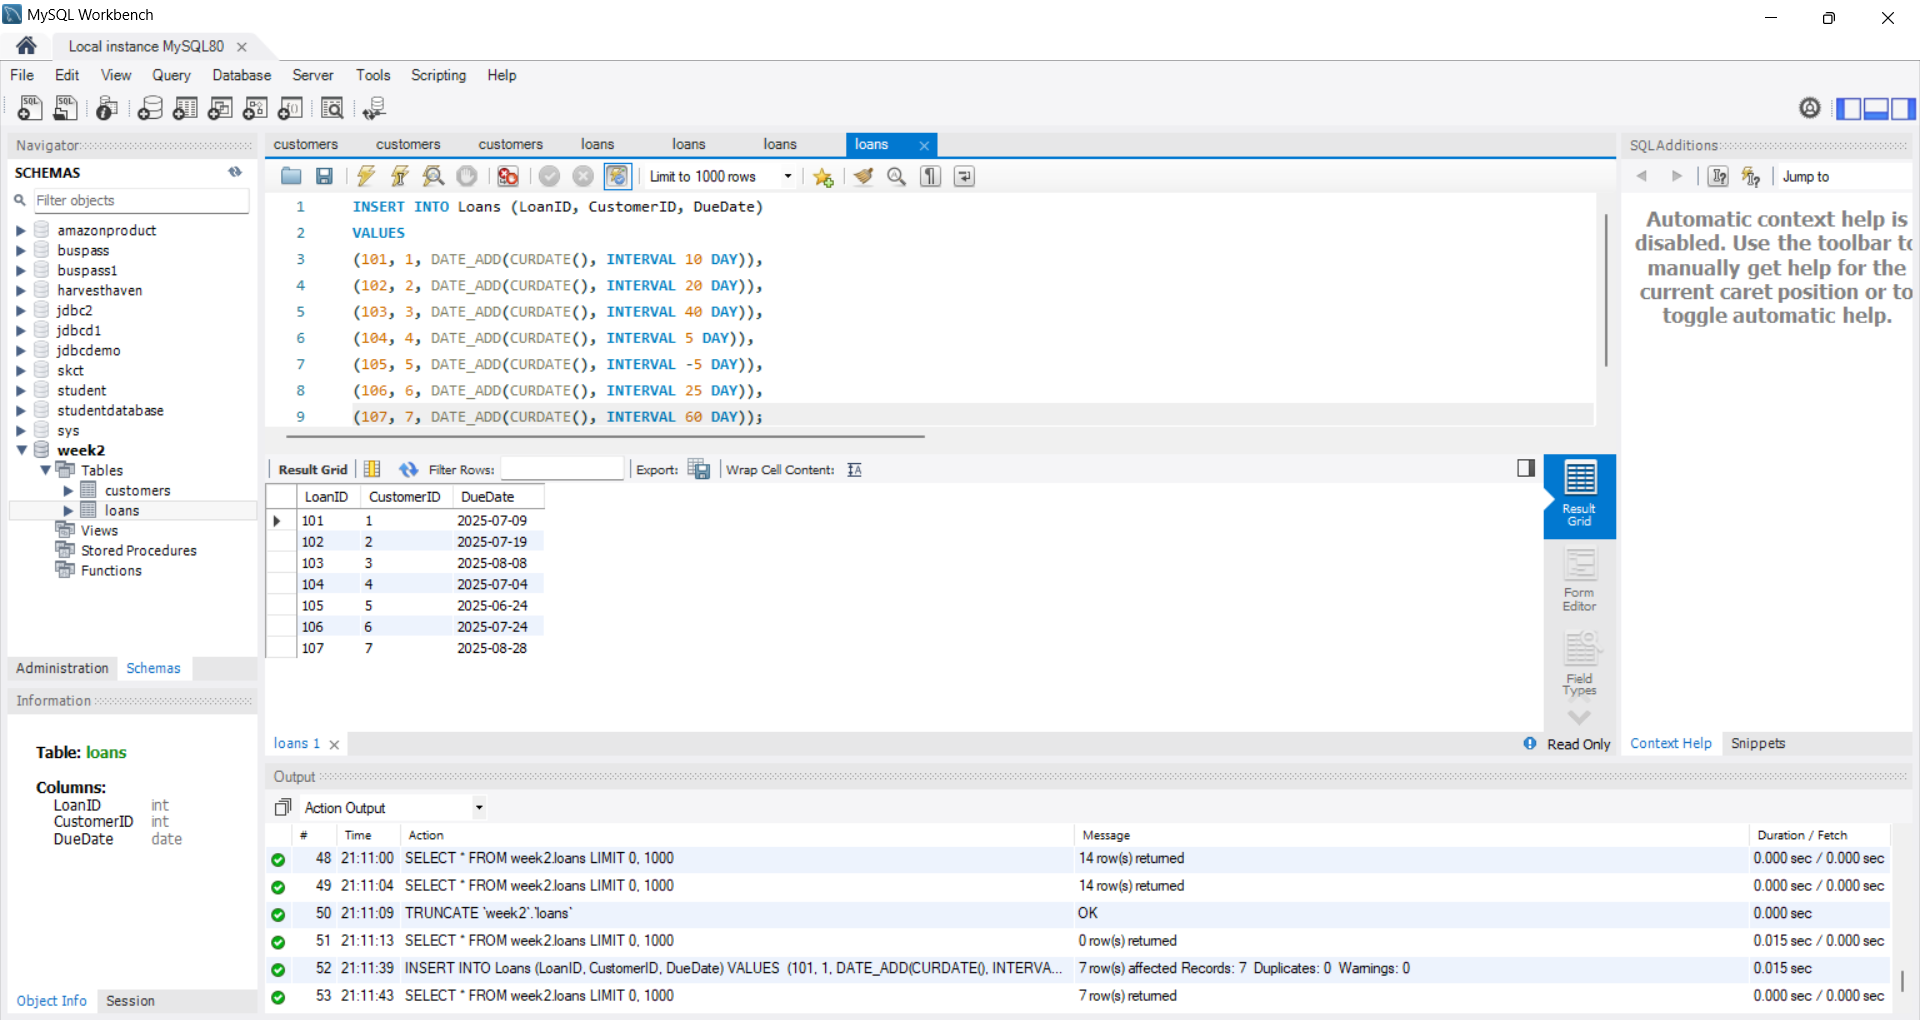 MySQL Workbench
Local instance MySQL80
File Edit View Query Database Server Tools Scripting Help
Navigator
SCHEMAS
Filter objects
amazonproduct
buspass
buspass1
harvesthaven
jdbc2
jdbcd1
jdbcdemo
skct
student
studentdatabase
sys
week2
Tables
customers
loans
Views
Stored Procedures
Functions
Administration Schemas
Information
Table: loans
Columns:
LoanID int
CustomerID int
DueDate date
Object Info Session
customers customers customers loans loans loans loans
Limit to 1000 rows
1 INSERT INTO Loans (LoanID, CustomerID, DueDate)
2 VALUES
3 (101, 1, DATE_ADD(CURDATE(), INTERVAL 10 DAY)),
4 (102, 2, DATE_ADD(CURDATE(), INTERVAL 20 DAY)),
5 (103, 3, DATE_ADD(CURDATE(), INTERVAL 40 DAY)),
6 (104, 4, DATE_ADD(CURDATE(), INTERVAL 5 DAY)),
7 (105, 5, DATE_ADD(CURDATE(), INTERVAL -5 DAY)),
8 (106, 6, DATE_ADD(CURDATE(), INTERVAL 25 DAY)),
9 (107, 7, DATE_ADD(CURDATE(), INTERVAL 60 DAY));
Result Grid Filter Rows: Export: Wrap Cell Content:
LoanID CustomerID DueDate
101 1 2025-07-09
102 2 2025-07-19
103 3 2025-08-08
104 4 2025-07-04
105 5 2025-06-24
106 6 2025-07-24
107 7 2025-08-28
Result
Grid
Form
Editor
Field
Types
loans 1
Read Only
SQLAdditions
Jump to
Automatic context help is
disabled. Use the toolbar to
manually get help for the
current caret position or to
toggle automatic help.
Context Help Snippets
Output
Action Output
# Time Action Message Duration / Fetch
48 21:11:00 SELECT * FROM week2.loans LIMIT 0, 1000 14 row(s) returned 0.000 sec / 0.000 sec
49 21:11:04 SELECT * FROM week2.loans LIMIT 0, 1000 14 row(s) returned 0.000 sec / 0.000 sec
50 21:11:09 TRUNCATE `week2`.`loans` OK 0.000 sec
51 21:11:13 SELECT * FROM week2.loans LIMIT 0, 1000 0 row(s) returned 0.015 sec / 0.000 sec
52 21:11:39 INSERT INTO Loans (LoanID, CustomerID, DueDate) VALUES (101, 1, DATE_ADD(CURDATE(), INTERVA... 7 row(s) affected Records: 7 Duplicates: 0 Warnings: 0 0.015 sec
53 21:11:43 SELECT * FROM week2.loans LIMIT 0, 1000 7 row(s) returned 0.000 sec / 0.000 sec